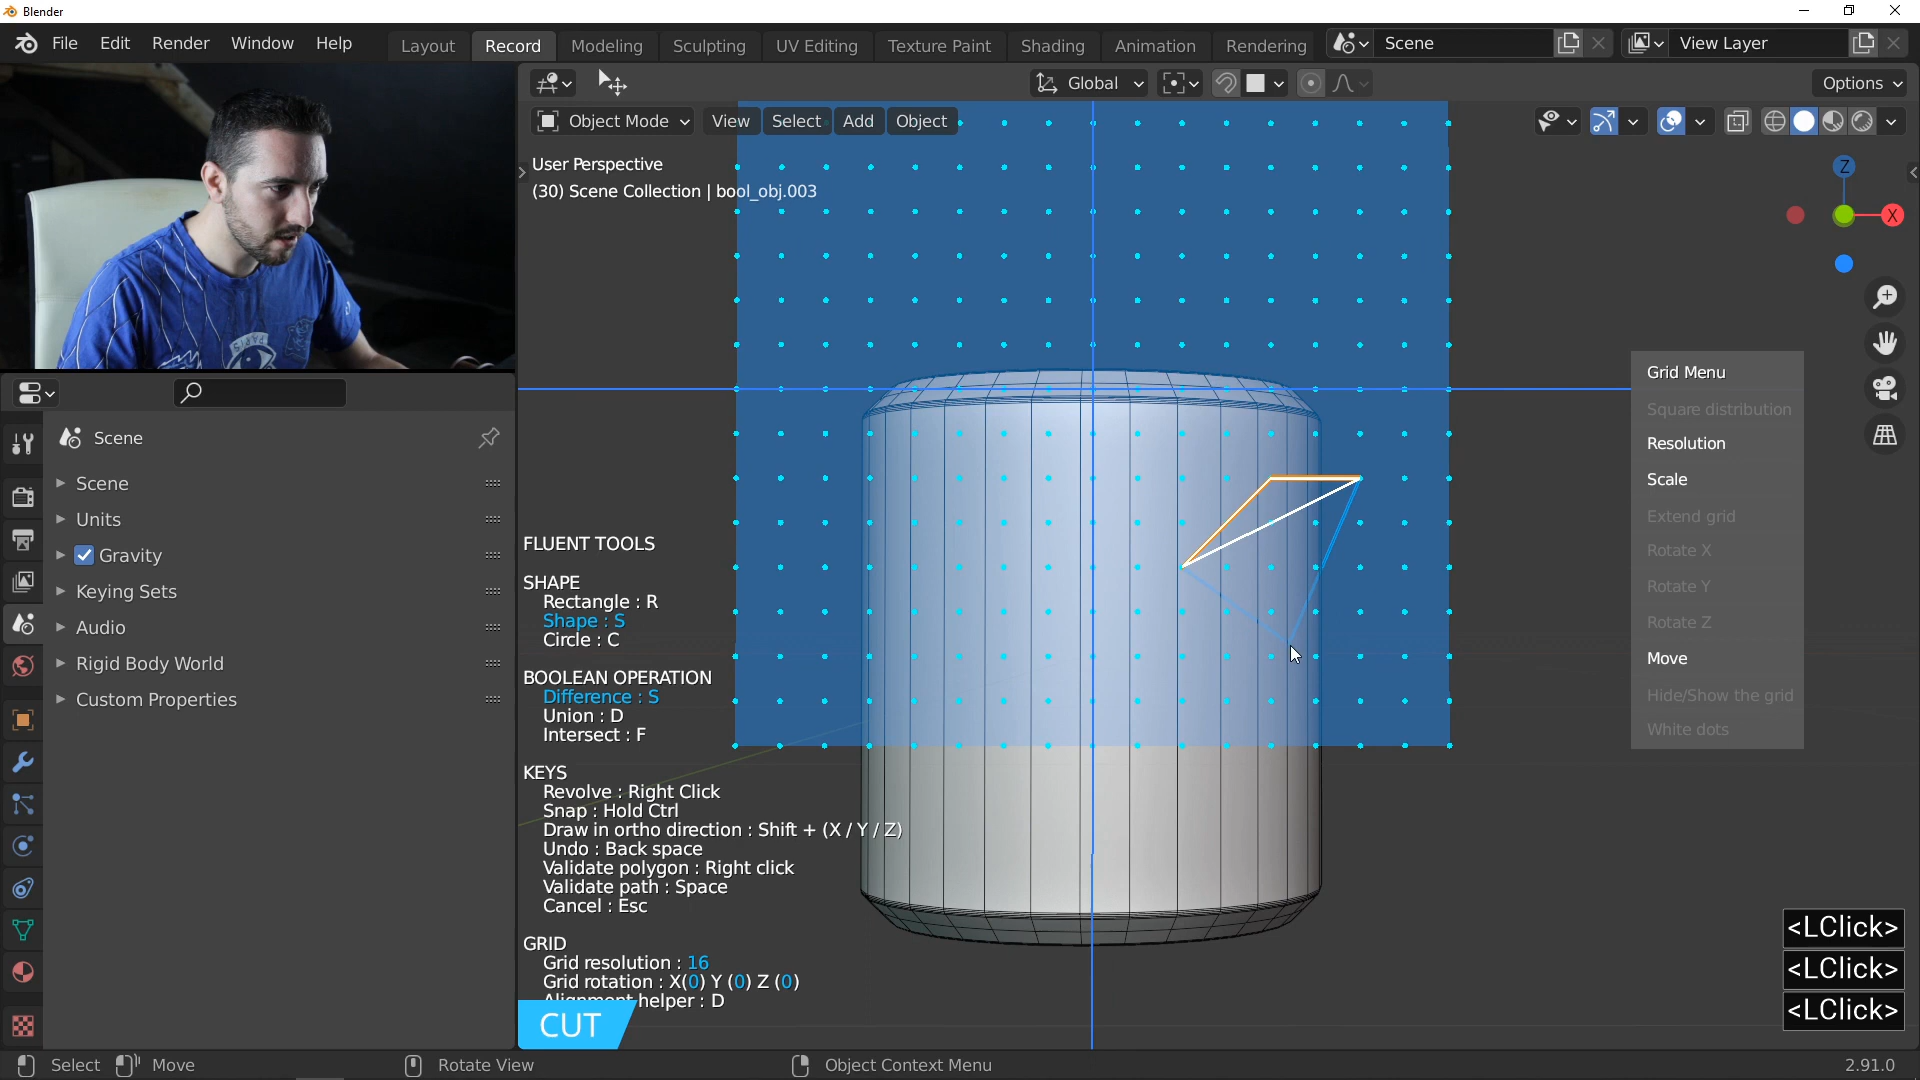 Blender
File Edit Render Window Help
Layout Record Modeling Sculpting UV Editing Texture Paint Shading Animation Rendering
Scene
View Layer
Global
Options
Object Mode View Select Add Object
User Perspective
(30) Scene Collection | bool_obj.003
Z
X
Scene
Scene
Units
Gravity
Keying Sets
Audio
Rigid Body World
Custom Properties
PARIS
FLUENT TOOLS
SHAPE
Rectangle : R
Shape : S
Circle : C
BOOLEAN OPERATION
Difference : S
Union : D
Intersect : F
KEYS
Revolve : Right Click
Snap : Hold Ctrl
Draw in ortho direction : Shift + (X / Y / Z)
Undo : Back space
Validate polygon : Right click
Validate path : Space
Cancel : Esc
GRID
Grid resolution : 16
Grid rotation : X(0) Y (0) Z (0)
Alignment helper : D
CUT
Grid Menu
Square distribution
Resolution
Scale
Extend grid
Rotate X
Rotate Y
Rotate Z
Move
Hide/Show the grid
White dots
<LClick>
<LClick>
<LClick>
Select Move Rotate View Object Context Menu 2.91.0